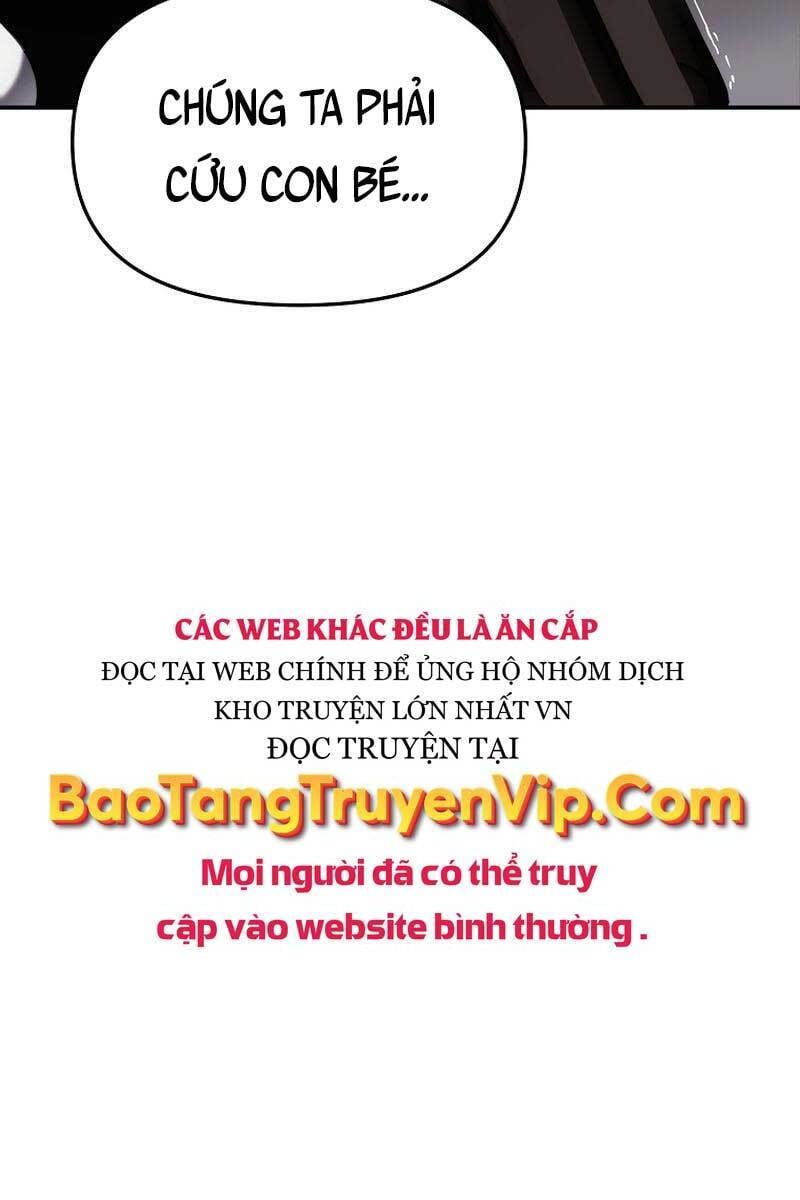 CHÚNG TA PHẢI
CỨU CON BÉ...
CÁC WEB KHÁC ĐỀU LÀ ĂN CẮP
ĐỌC TẠI WEB CHÍNH ĐỂ ỦNG HỘ NHÓM DỊCH
KHO TRUYỆN LỚN NHẤT VN
ĐỌC TRUYỆN TẠI
BaoTangTruyenVip.Com
Mọi người đã có thể truy
cập vào website bình thường .